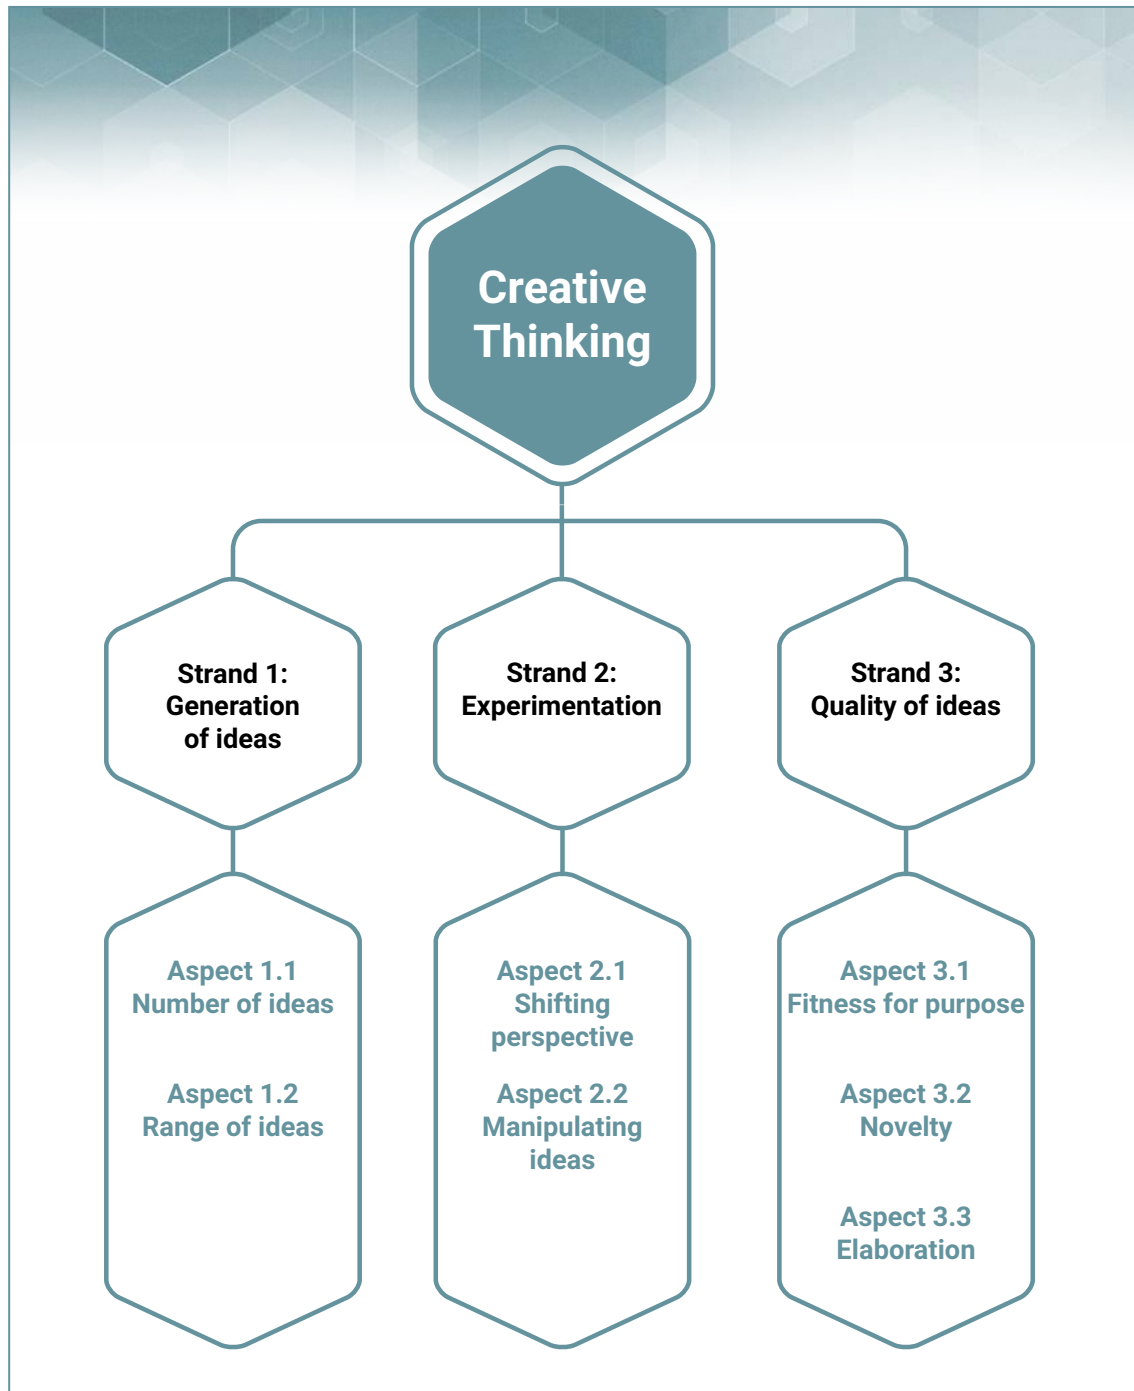 Creative
Thinking
Strand 1:
Generation
of ideas
Strand 2:
Experimentation
Strand 3:
Quality of ideas
Aspect 1.1
Number of ideas
Aspect 1.2
Range of ideas
Aspect 2.1
Shifting
perspective
Aspect 2.2
Manipulating
ideas
Aspect 3.1
Fitness for purpose
Aspect 3.2
Novelty
Aspect 3.3
Elaboration